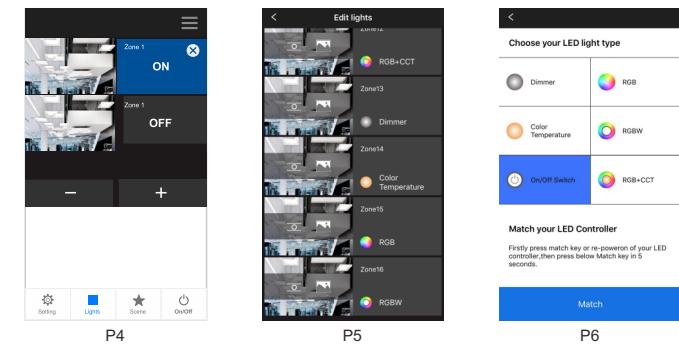 Zone 1
ON
Zone 1
OFF
−
+
Setting
Lights
Scene
On/Off
P4
<
Edit lights
Zone12
RGB+CCT
Zone13
Dimmer
Zone14
Color
Temperature
Zone15
RGB
Zone16
RGBW
P5
<
Choose your LED light type
Dimmer
RGB
Color
Temperature
RGBW
On/Off Switch
RGB+CCT
Match your LED Controller
Firstly press match key or re-poweron of your LED
controller,then press below Match key in 5
seconds.
Match
P6